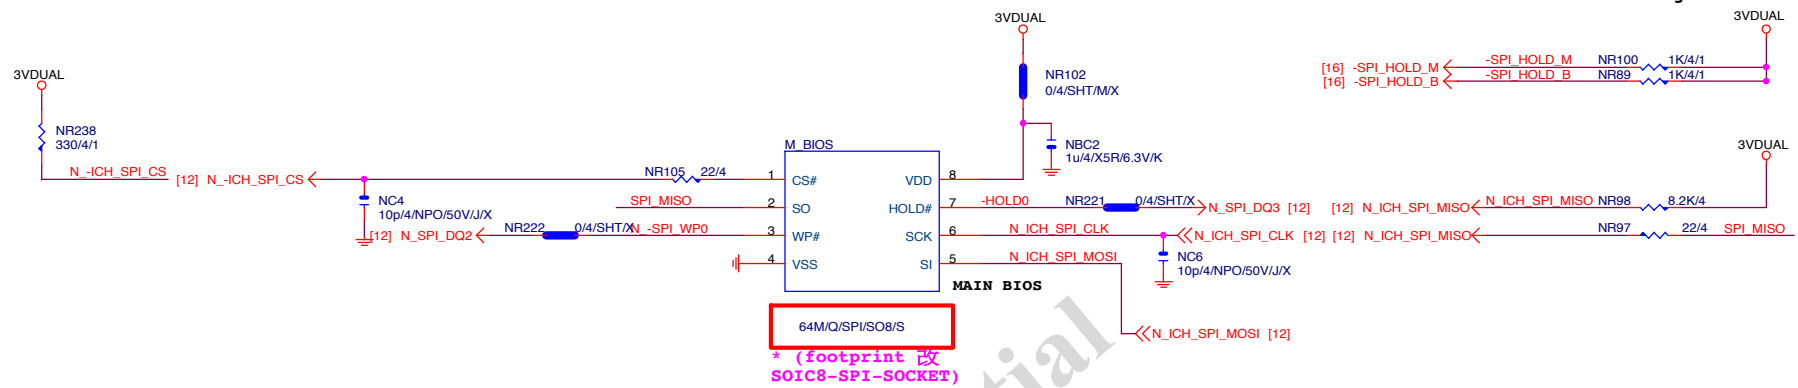 3VDUAL
NR238
330/4/1
N_-ICH_SPI_CS
[12] N_-ICH_SPI_CS
NC4
10p/4/NPO/50V/J/X
[12] N_SPI_DQ2
NR222
0/4/SHT/X
N_-SPI_WP0
NR105 22/4
SPI_MISO
M_BIOS
1 CS#
2 SO
3 WP#
4 VSS
VDD 8
HOLD# 7
SCK 6
SI 5
MAIN BIOS
64M/Q/SPI/SO8/S
* (footprint 改
SOIC8-SPI-SOCKET)
3VDUAL
NR102
0/4/SHT/M/X
NBC2
1u/4/X5R/6.3V/K
-HOLD0
NR221
0/4/SHT/X
N_SPI_DQ3 [12]
N_ICH_SPI_CLK
N_ICH_SPI_CLK [12]
NC6
10p/4/NPO/50V/J/X
N_ICH_SPI_MOSI
N_ICH_SPI_MOSI [12]
3VDUAL
[16] -SPI_HOLD_M
-SPI_HOLD_M NR100 1K/4/1
[16] -SPI_HOLD_B
-SPI_HOLD_B NR89 1K/4/1
3VDUAL
[12] N_ICH_SPI_MISO
N_ICH_SPI_MISO NR98 8.2K/4
[12] N_ICH_SPI_MISO
NR97 22/4 SPI_MISO